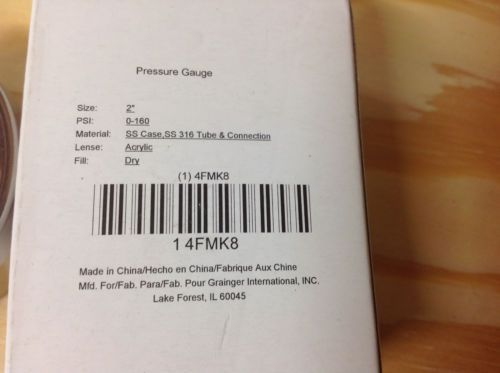 Pressure Gauge
Size: 2"
PSI: 0-160
Material: SS Case,SS 316 Tube & Connection
Lense: Acrylic
Fill: Dry
(1) 4FMK8
1 4FMK8
Made in China/Hecho en China/Fabrique Aux Chine
Mfd. For/Fab. Para/Fab. Pour Grainger International, INC.
Lake Forest, IL 60045